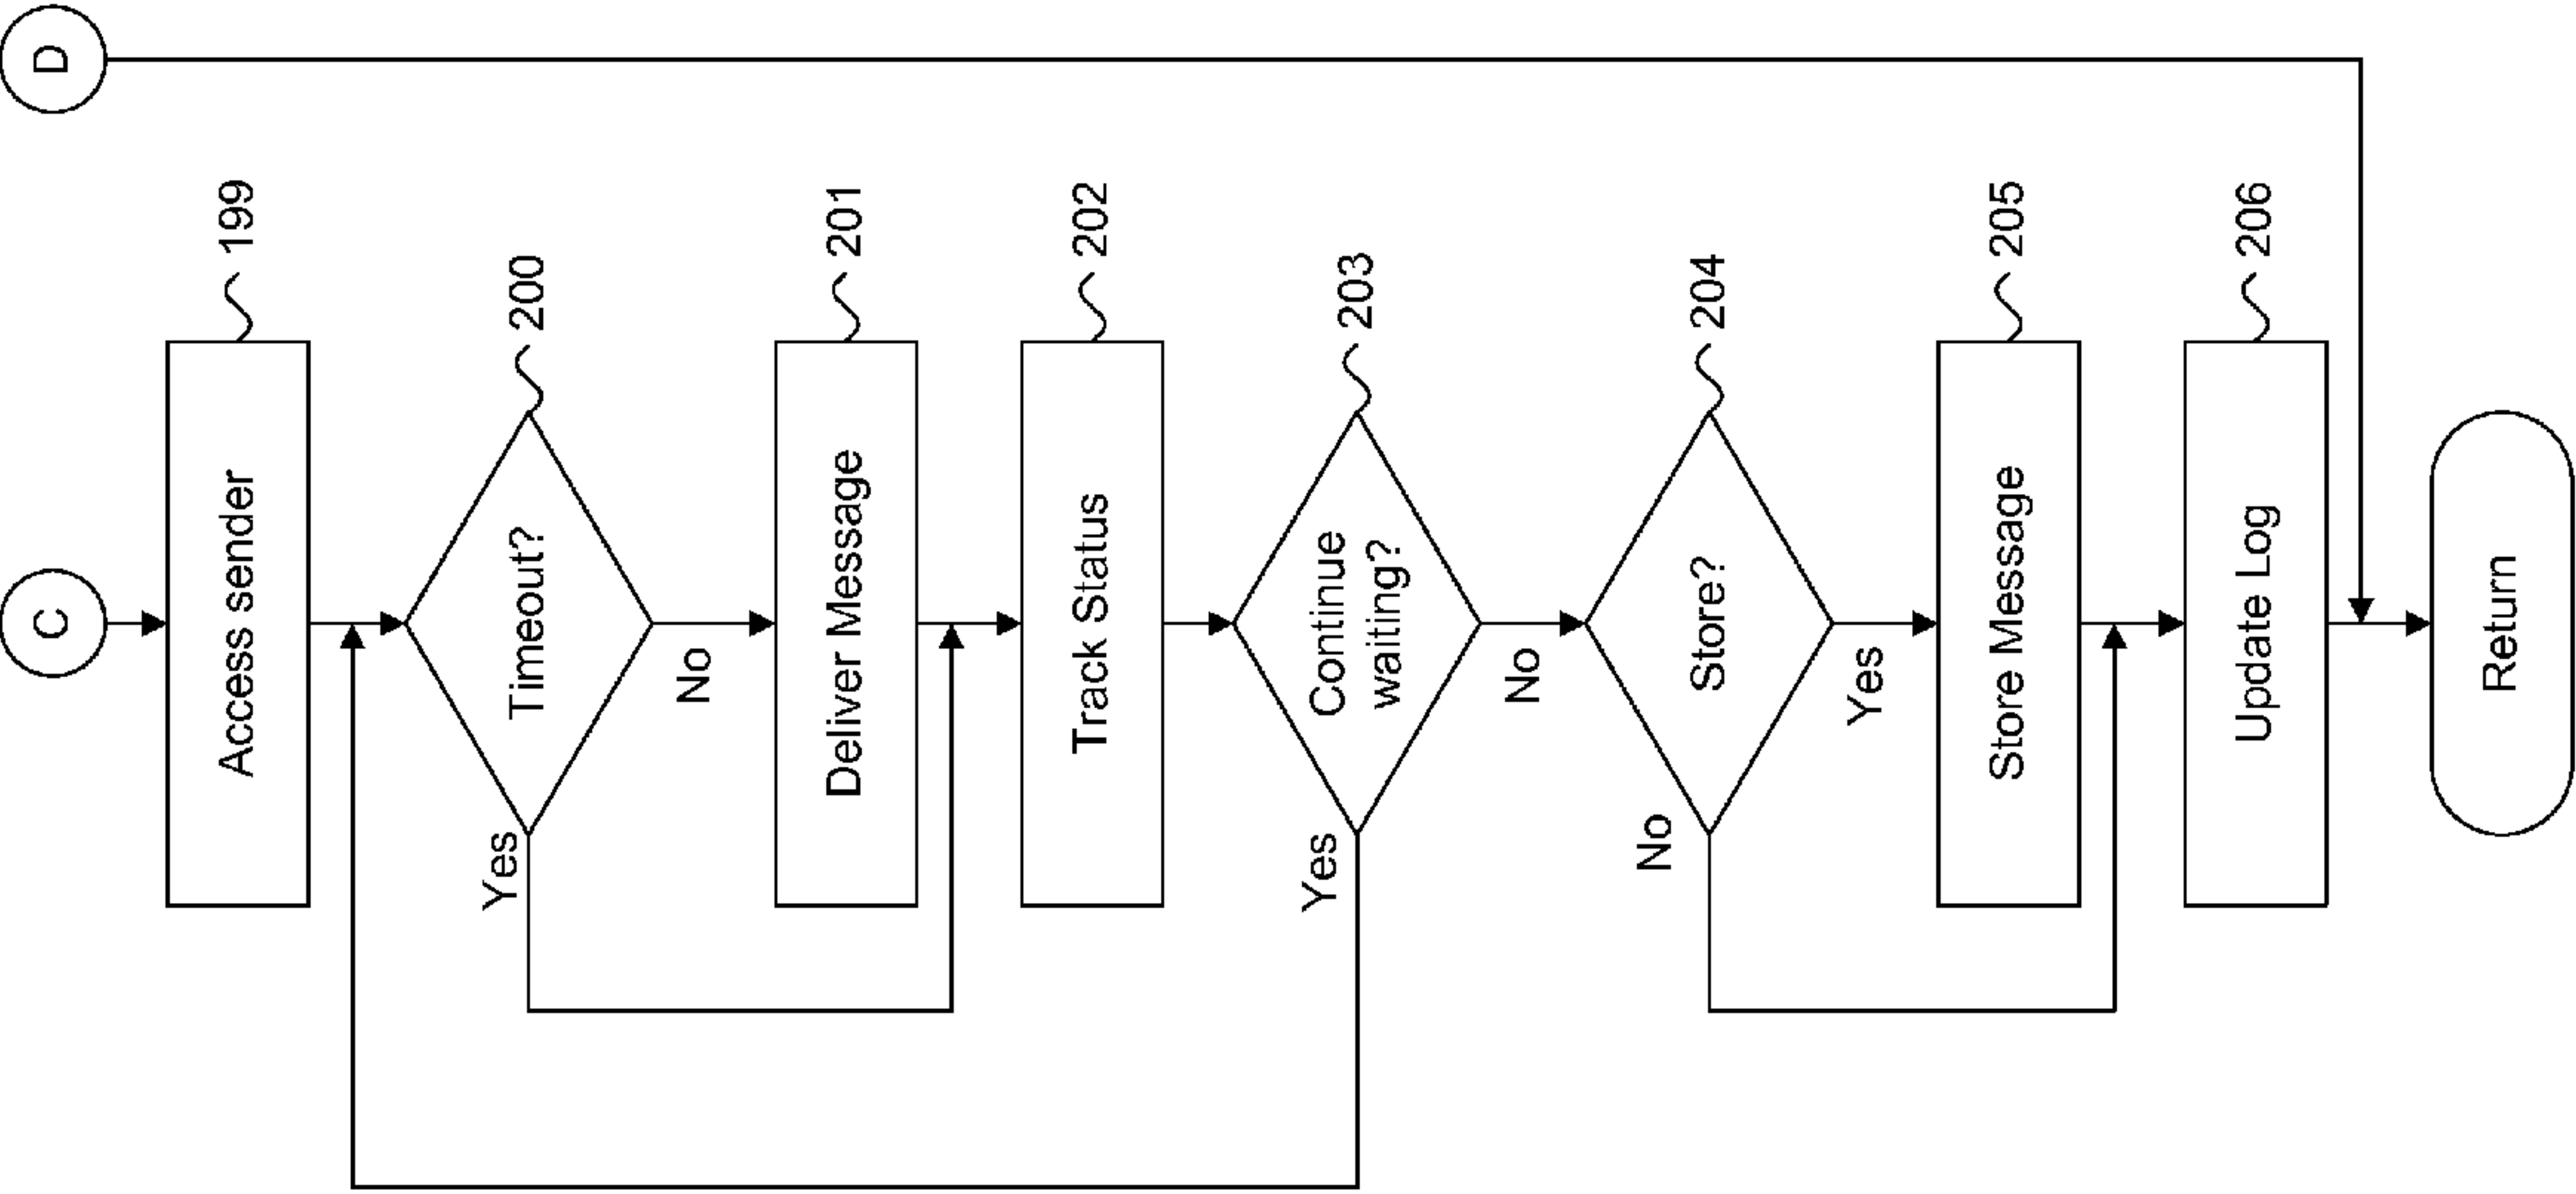 C
D
Access sender
199
Timeout?
200
Yes
No
Deliver Message
201
Track Status
202
Continue
waiting?
203
Yes
No
Store?
204
No
Yes
Store Message
205
Update Log
206
Return